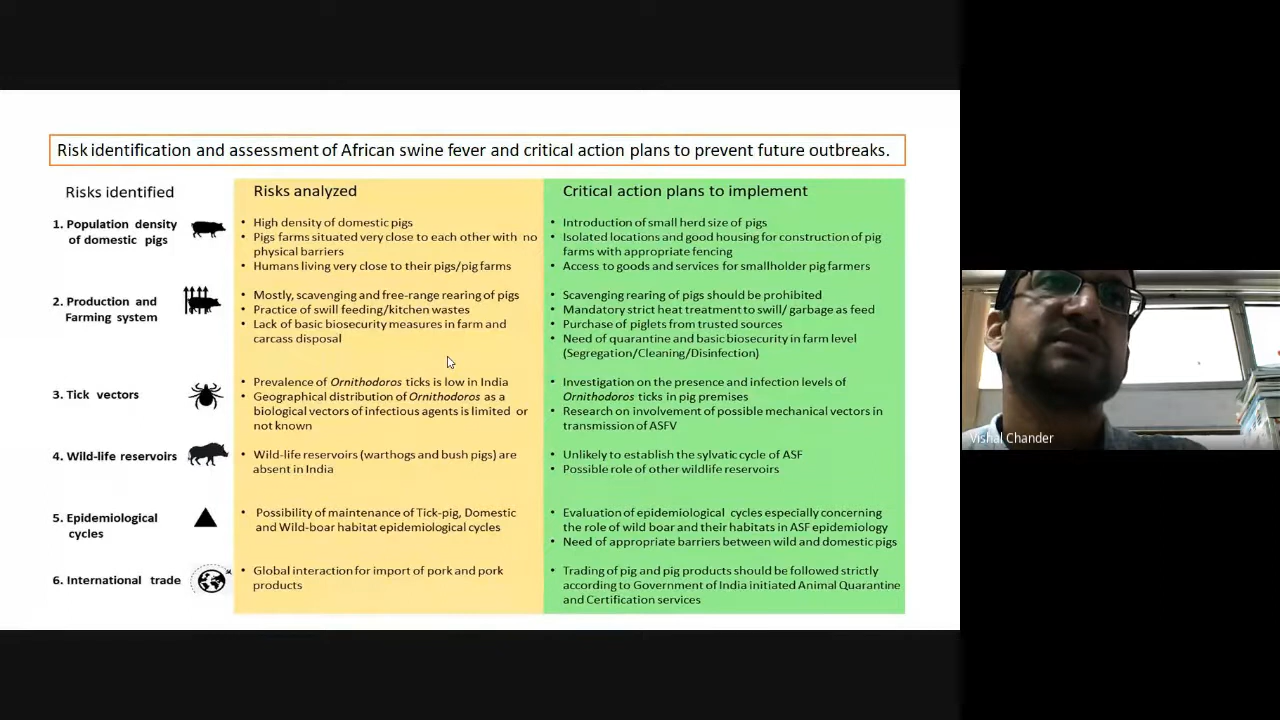 Risk identification and assessment of African swine fever and critical action plans to prevent future outbreaks.
Risks identified
Risks analyzed
Critical action plans to implement
1. Population density
of domestic pigs
• High density of domestic pigs
• Pigs farms situated very close to each other with no
physical barriers
• Humans living very close to their pigs/pig farms
• Introduction of small herd size of pigs
• Isolated locations and good housing for construction of pig
farms with appropriate fencing
• Access to goods and services for smallholder pig farmers
2. Production and
Farming system
• Mostly, scavenging and free-range rearing of pigs
• Practice of swill feeding/kitchen wastes
• Lack of basic biosecurity measures in farm and
carcass disposal
• Scavenging rearing of pigs should be prohibited
• Mandatory strict heat treatment to swill/ garbage as feed
• Purchase of piglets from trusted sources
• Need of quarantine and basic biosecurity in farm level
(Segregation/Cleaning/Disinfection)
3. Tick vectors
• Prevalence of Ornithodoros ticks is low in India
• Geographical distribution of Ornithodoros as a
biological vectors of infectious agents is limited or
not known
• Investigation on the presence and infection levels of
Ornithodoros ticks in pig premises
• Research on involvement of possible mechanical vectors in
transmission of ASFV
4. Wild-life reservoirs
• Wild-life reservoirs (warthogs and bush pigs) are
absent in India
• Unlikely to establish the sylvatic cycle of ASF
• Possible role of other wildlife reservoirs
5. Epidemiological
cycles
• Possibility of maintenance of Tick-pig, Domestic
and Wild-boar habitat epidemiological cycles
• Evaluation of epidemiological cycles especially concerning
the role of wild boar and their habitats in ASF epidemiology
• Need of appropriate barriers between wild and domestic pigs
6. International trade
• Global interaction for import of pork and pork
products
• Trading of pig and pig products should be followed strictly
according to Government of India initiated Animal Quarantine
and Certification services
Vishal Chander